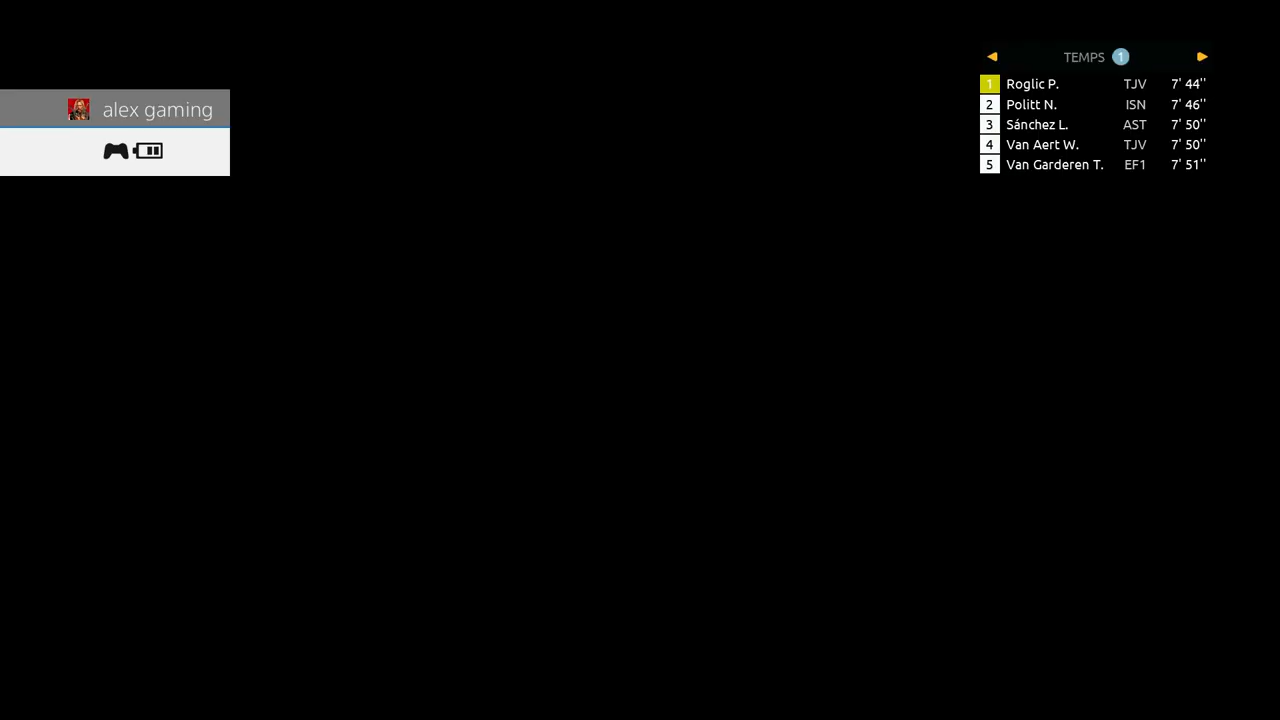 alex gaming
TEMPS 1
1 Roglic P. TJV 7' 44''
2 Politt N. ISN 7' 46''
3 Sánchez L. AST 7' 50''
4 Van Aert W. TJV 7' 50''
5 Van Garderen T. EF1 7' 51''